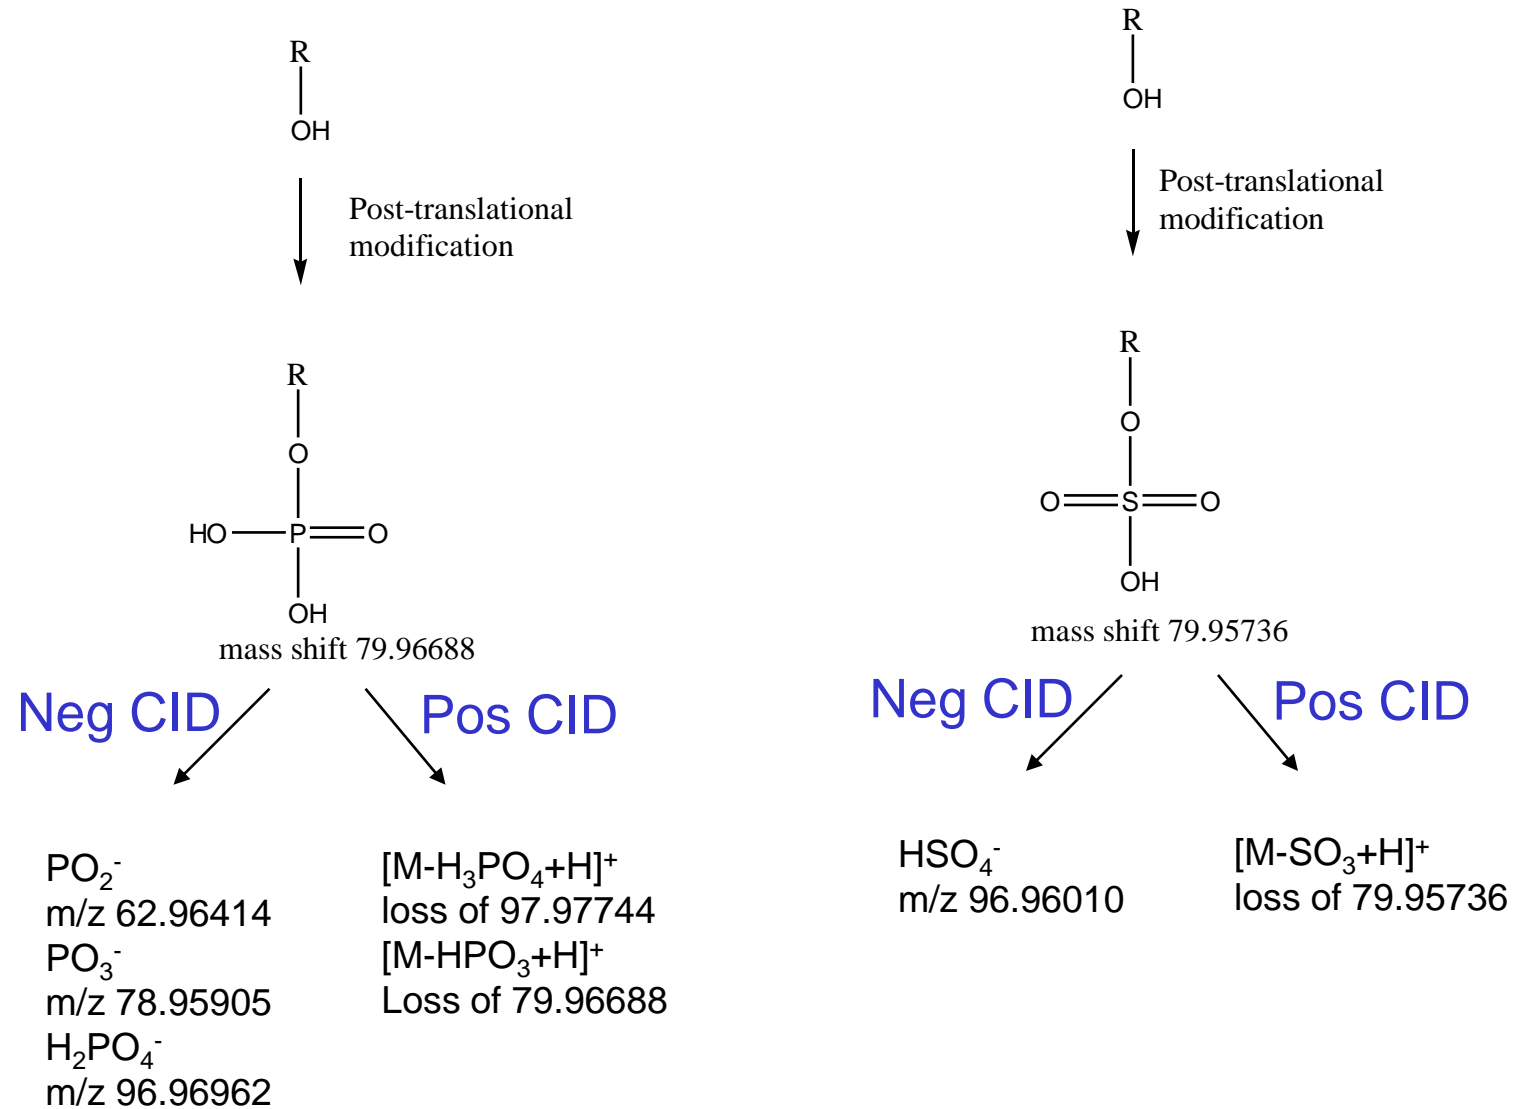 R
OH
Post-translational
modification
R
O
HO P O
OH
mass shift 79.96688
Neg CID
Pos CID
PO₂⁻
m/z 62.96414
PO₃⁻
m/z 78.95905
H₂PO₄⁻
m/z 96.96962
[M-H₃PO₄+H]⁺
loss of 97.97744
[M-HPO₃+H]⁺
Loss of 79.96688
R
OH
Post-translational
modification
R
O
O S O
OH
mass shift 79.95736
Neg CID
Pos CID
HSO₄⁻
m/z 96.96010
[M-SO₃+H]⁺
loss of 79.95736